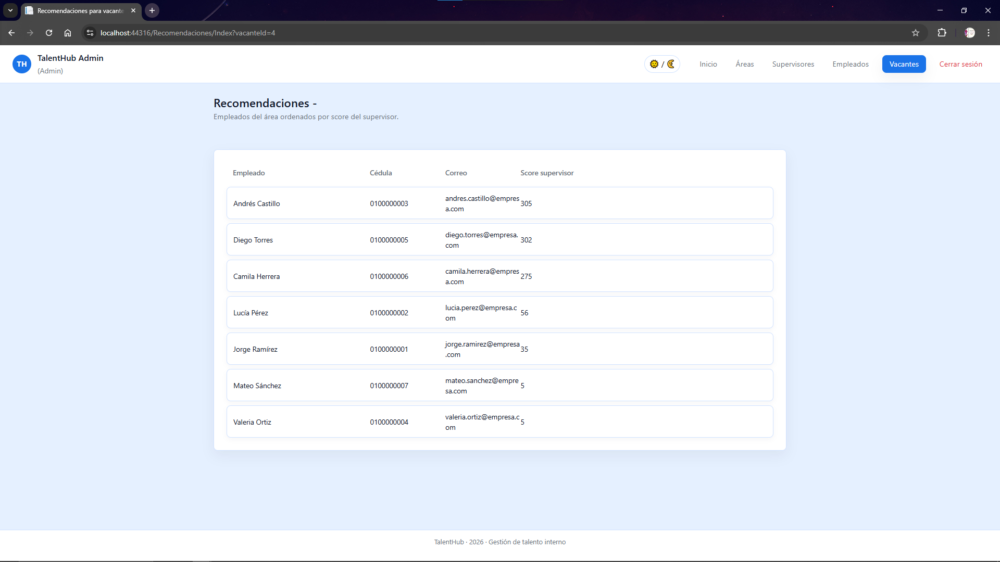 Recomendaciones para vacante
localhost:44316/Recomendaciones/Index?vacanteId=4
TH
TalentHub Admin
(Admin)
🌞 / 🌜
Inicio
Áreas
Supervisores
Empleados
Vacantes
Cerrar sesión
Recomendaciones -
Empleados del área ordenados por score del supervisor.
Empleado Cédula Correo Score supervisor
Andrés Castillo 0100000003 andres.castillo@empres 305
a.com
Diego Torres 0100000005 diego.torres@empresa. 302
com
Camila Herrera 0100000006 camila.herrera@empres 275
a.com
Lucía Pérez 0100000002 lucia.perez@empresa.c 56
om
Jorge Ramírez 0100000001 jorge.ramirez@empresa 35
.com
Mateo Sánchez 0100000007 mateo.sanchez@empre 5
sa.com
Valeria Ortiz 0100000004 valeria.ortiz@empresa.c 5
om
TalentHub · 2026 · Gestión de talento interno